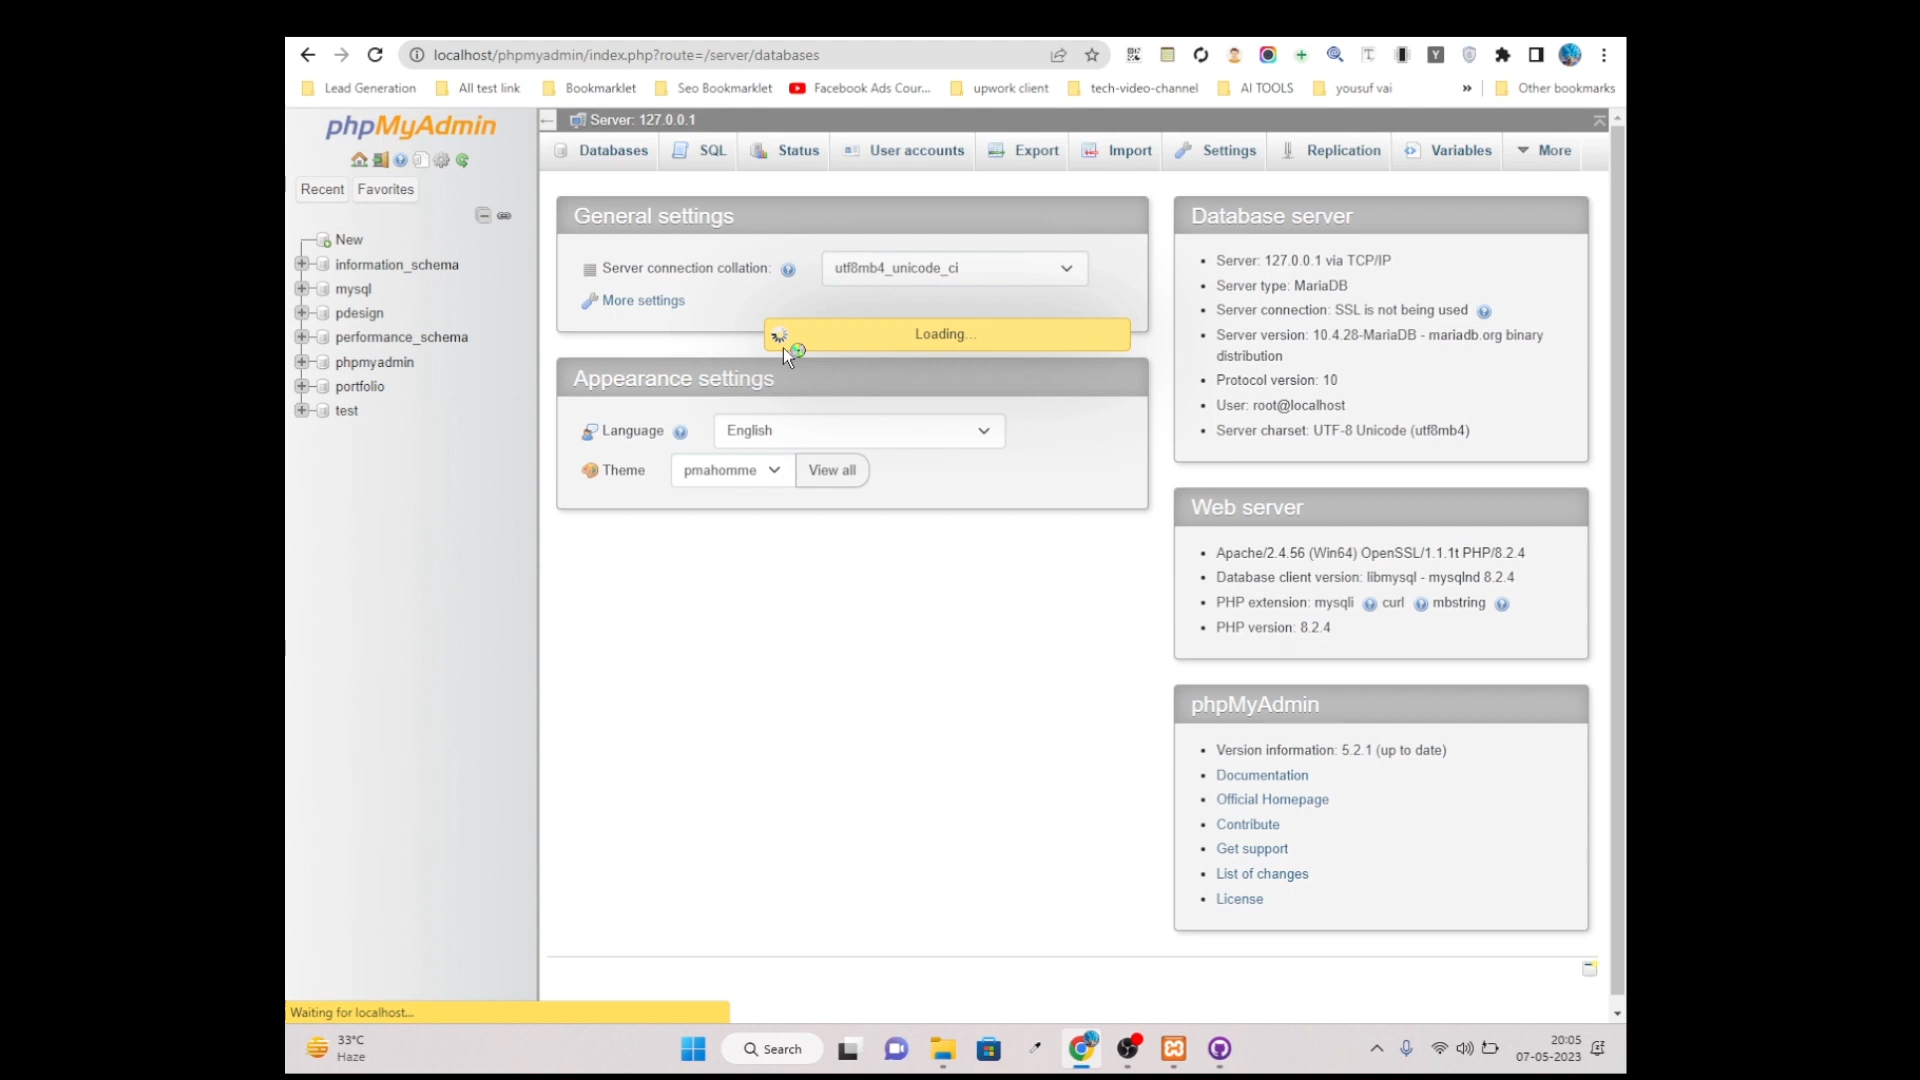 localhost/phpmyadmin/index.php?route=/server/databases
Lead Generation
All test link
Bookmarklet
Seo Bookmarklet
Facebook Ads Cour...
upwork client
tech-video-channel
AI TOOLS
yousuf vai
»
Other bookmarks
phpMyAdmin
Recent
Favorites
New
information_schema
mysql
pdesign
performance_schema
phpmyadmin
portfolio
test
Server: 127.0.0.1
Databases
SQL
Status
User accounts
Export
Import
Settings
Replication
Variables
More
General settings
Server connection collation:
utf8mb4_unicode_ci
More settings
Loading...
Appearance settings
Language
English
Theme
pmahomme
View all
Database server
Server: 127.0.0.1 via TCP/IP
Server type: MariaDB
Server connection: SSL is not being used
Server version: 10.4.28-MariaDB - mariadb.org binary
distribution
Protocol version: 10
User: root@localhost
Server charset: UTF-8 Unicode (utf8mb4)
Web server
Apache/2.4.56 (Win64) OpenSSL/1.1.1t PHP/8.2.4
Database client version: libmysql - mysqlnd 8.2.4
PHP extension: mysqli curl mbstring
PHP version: 8.2.4
phpMyAdmin
Version information: 5.2.1 (up to date)
Documentation
Official Homepage
Contribute
Get support
List of changes
License
Waiting for localhost...
33°C
Haze
Search
20:05
07-05-2023